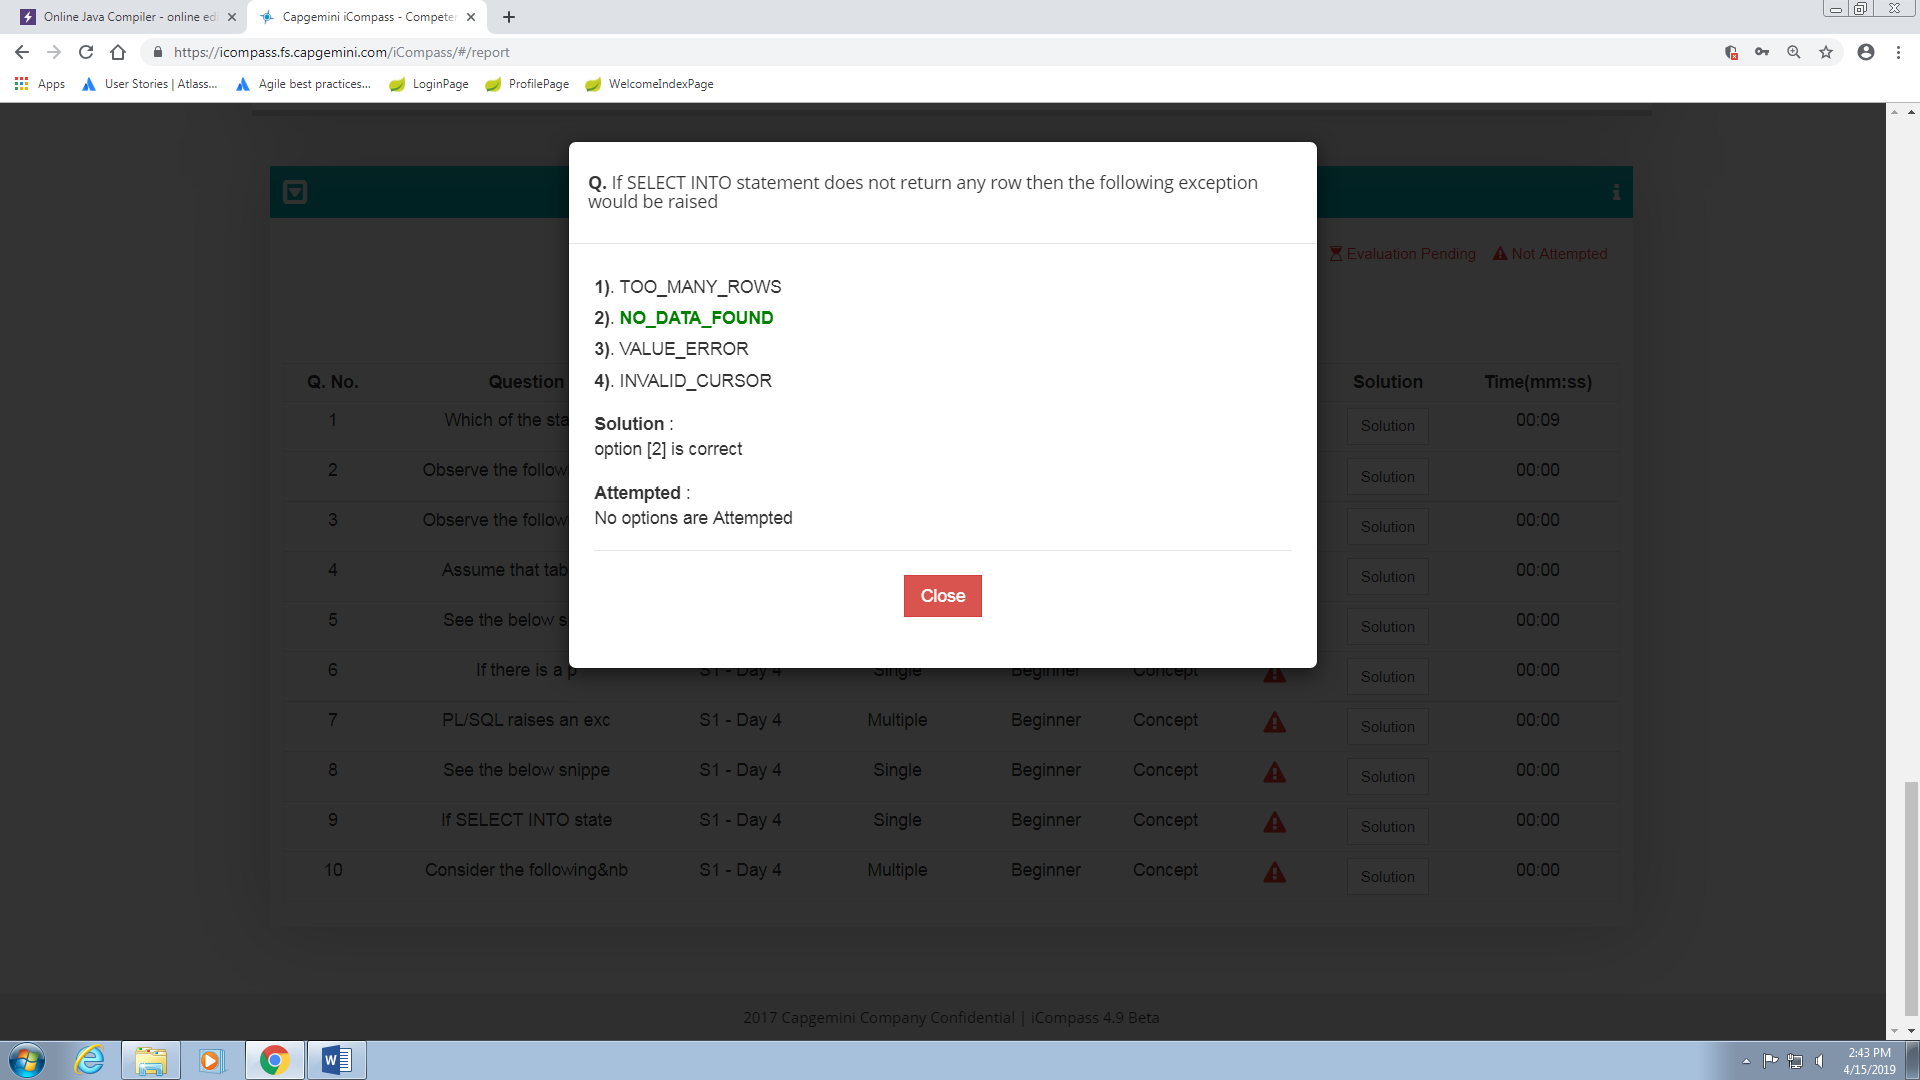 Online Java Compiler - online edi
Capgemini iCompass - Competen
https://icompass.fs.capgemini.com/iCompass/#/report
Apps
User Stories | Atlass...
Agile best practices...
LoginPage
ProfilePage
WelcomeIndexPage
Q. If SELECT INTO statement does not return any row then the following exception
would be raised
Evaluation Pending
Not Attempted
1). TOO_MANY_ROWS
2). NO_DATA_FOUND
3). VALUE_ERROR
4). INVALID_CURSOR
Solution :
option [2] is correct
Attempted :
No options are Attempted
Close
Q. No. Question Solution Time(mm:ss)
1 Which of the sta Solution 00:09
2 Observe the follow Solution 00:00
3 Observe the follow Solution 00:00
4 Assume that tab Solution 00:00
5 See the below s Solution 00:00
6 If there is a p S1 - Day 4 Single Beginner Concept Solution 00:00
7 PL/SQL raises an exc S1 - Day 4 Multiple Beginner Concept Solution 00:00
8 See the below snippe S1 - Day 4 Single Beginner Concept Solution 00:00
9 If SELECT INTO state S1 - Day 4 Single Beginner Concept Solution 00:00
10 Consider the following&nb S1 - Day 4 Multiple Beginner Concept Solution 00:00
2017 Capgemini Company Confidential | iCompass 4.9 Beta
2:43 PM
4/15/2019